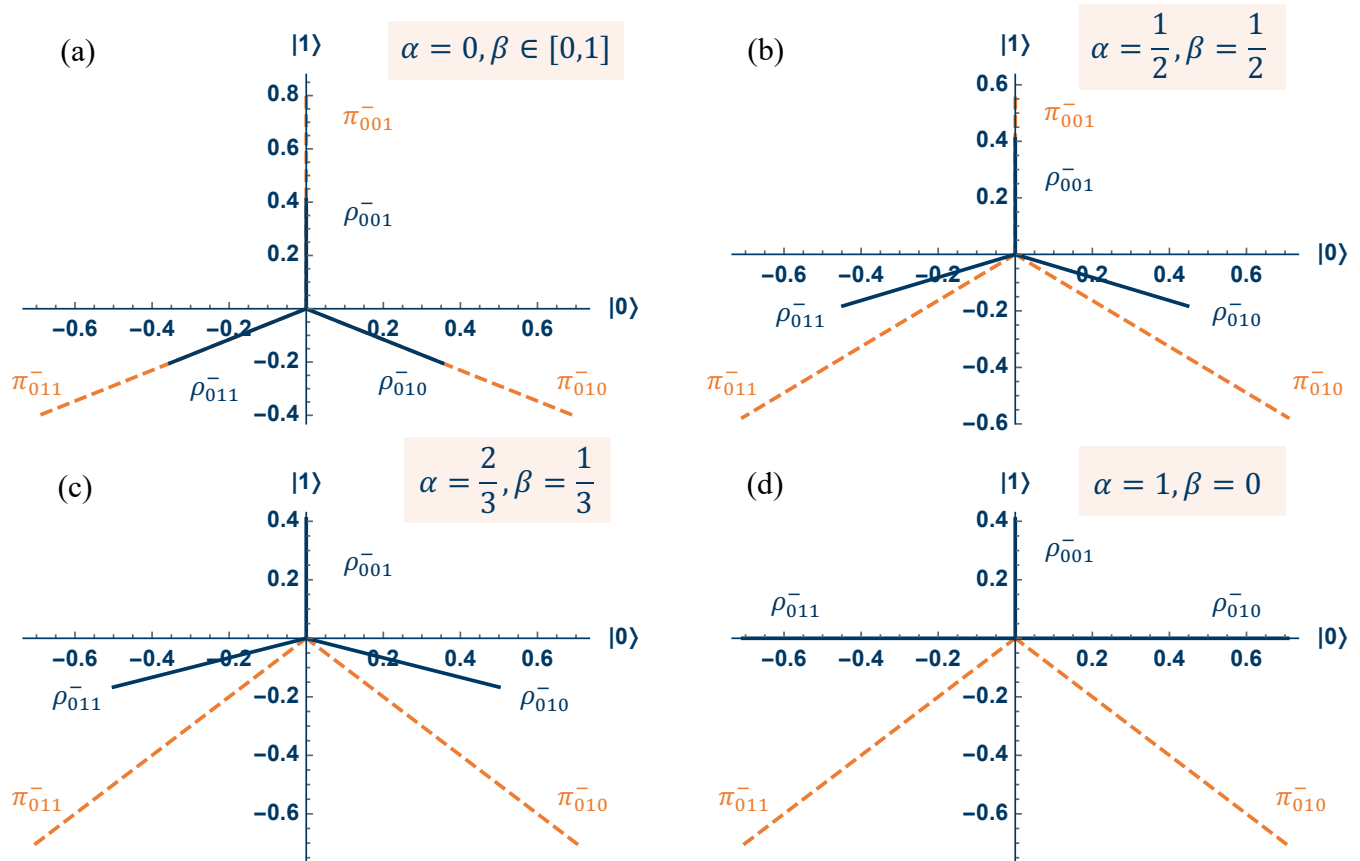 (a)
|1⟩
α = 0, β ∈ [0,1]
0.8
π⁻₀₀₁
0.6
0.4
ρ⁻₀₀₁
0.2
−0.6 −0.4 −0.2 0.2 0.4 0.6 |0⟩
−0.2
π⁻₀₁₁ ρ⁻₀₁₁ ρ⁻₀₁₀ π⁻₀₁₀
−0.4
(b)
|1⟩
α = 1/2, β = 1/2
0.6
π⁻₀₀₁
0.4
ρ⁻₀₀₁
0.2
−0.6 −0.4 −0.2 0.2 0.4 0.6 |0⟩
ρ⁻₀₁₁ −0.2 ρ⁻₀₁₀
π⁻₀₁₁ −0.4 π⁻₀₁₀
−0.6
(c)
|1⟩
α = 2/3, β = 1/3
0.4
ρ⁻₀₀₁
0.2
−0.6 −0.4 −0.2 0.2 0.4 0.6 |0⟩
ρ⁻₀₁₁ −0.2 ρ⁻₀₁₀
−0.4
π⁻₀₁₁ π⁻₀₁₀
−0.6
(d)
|1⟩
α = 1, β = 0
0.4
ρ⁻₀₀₁
0.2
ρ⁻₀₁₁ ρ⁻₀₁₀
−0.6 −0.4 −0.2 0.2 0.4 0.6 |0⟩
−0.2
−0.4
π⁻₀₁₁ π⁻₀₁₀
−0.6